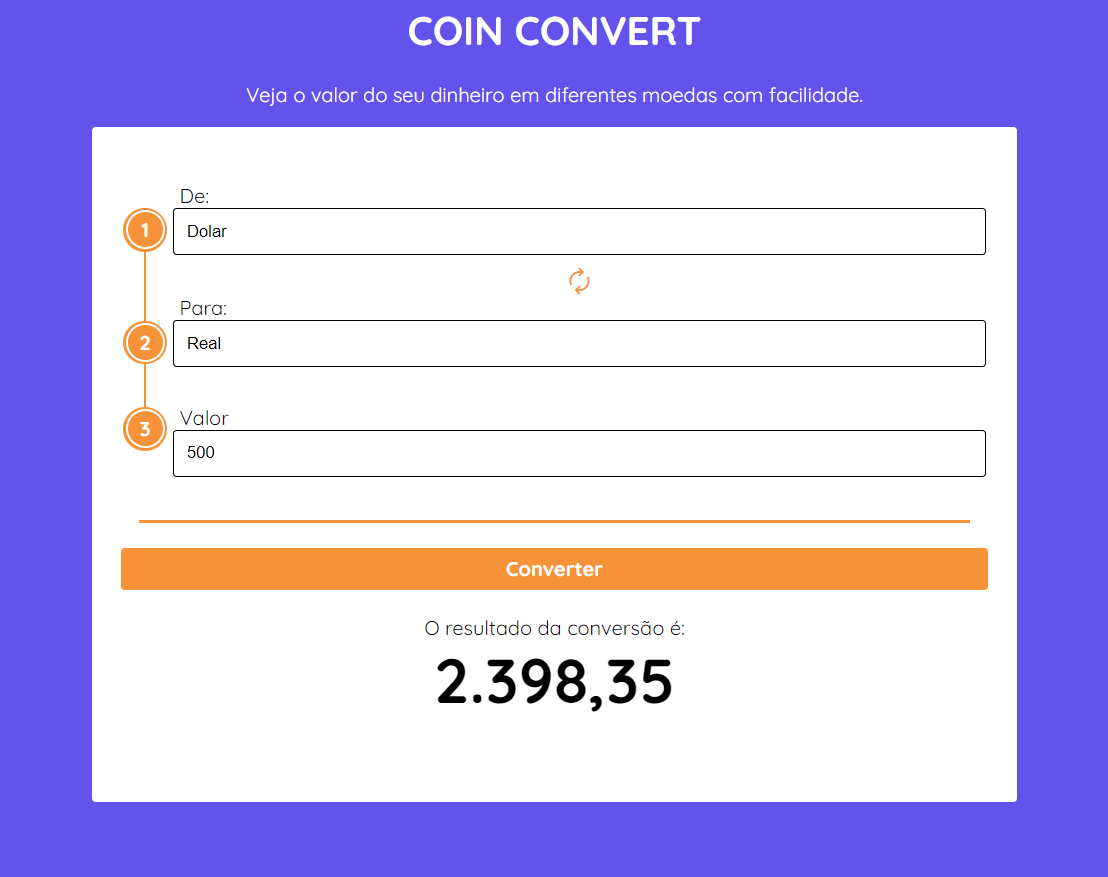 COIN CONVERT
Veja o valor do seu dinheiro em diferentes moedas com facilidade.
De:
1
Dolar
Para:
2
Real
Valor
3
500
Converter
O resultado da conversão é:
2.398,35